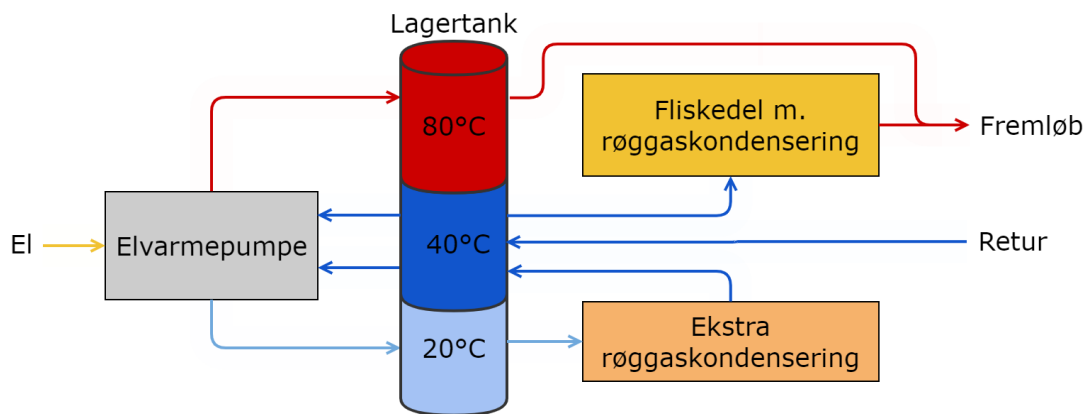 Lagertank
80°C
Fliskedel m.
røggaskondensering
Fremløb
El
Elvarmepumpe
40°C
Retur
20°C
Ekstra
røggaskondensering